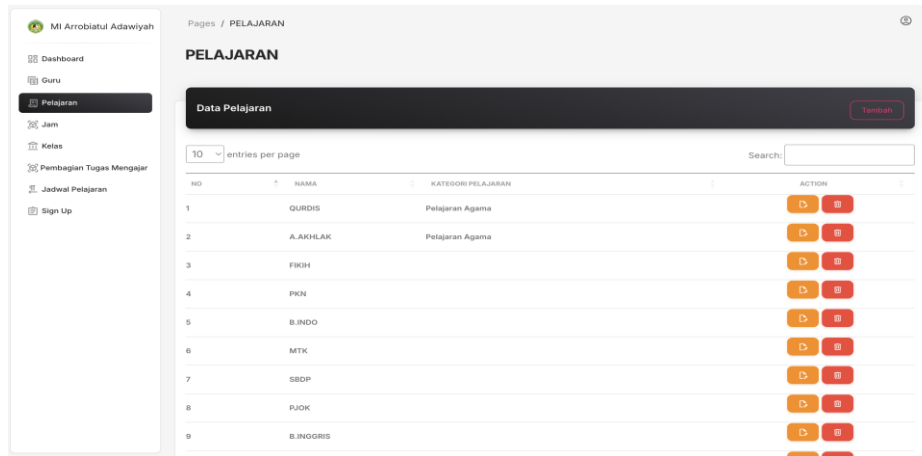 MI Arrobiatul Adawiyah
Dashboard
Guru
Pelajaran
Jam
Kelas
Pembagian Tugas Mengajar
Jadwal Pelajaran
Sign Up
Pages / PELAJARAN
PELAJARAN
Data Pelajaran Tambah
10 entries per page Search:
NO NAMA KATEGORI PELAJARAN ACTION
1 QURDIS Pelajaran Agama
2 A.AKHLAK Pelajaran Agama
3 FIKIH
4 PKN
5 B.INDO
6 MTK
7 SBDP
8 PJOK
9 B.INGGRIS